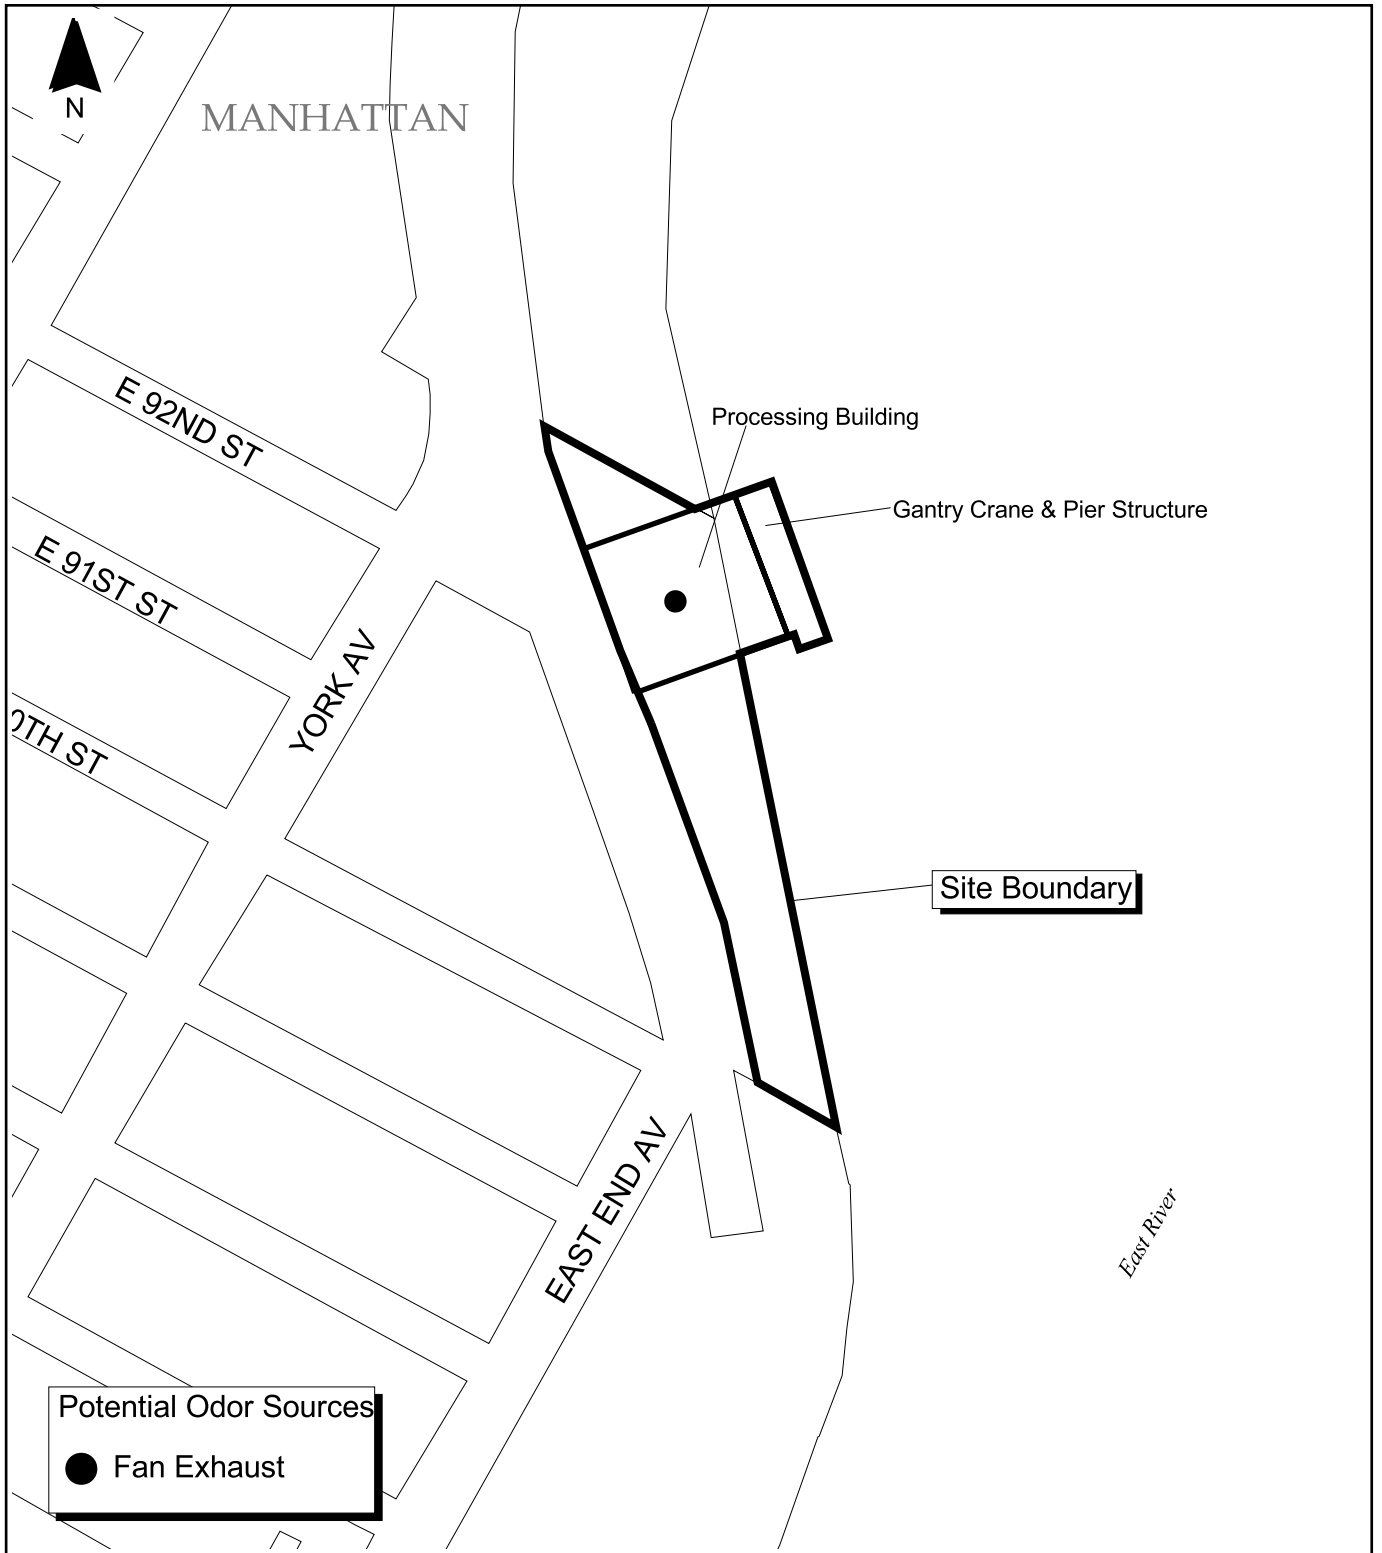 N
MANHATTAN
E 92ND ST
Processing Building
Gantry Crane & Pier Structure
E 91ST ST
YORK AV
0TH ST
Site Boundary
EAST END AV
East River
Potential Odor Sources
Fan Exhaust